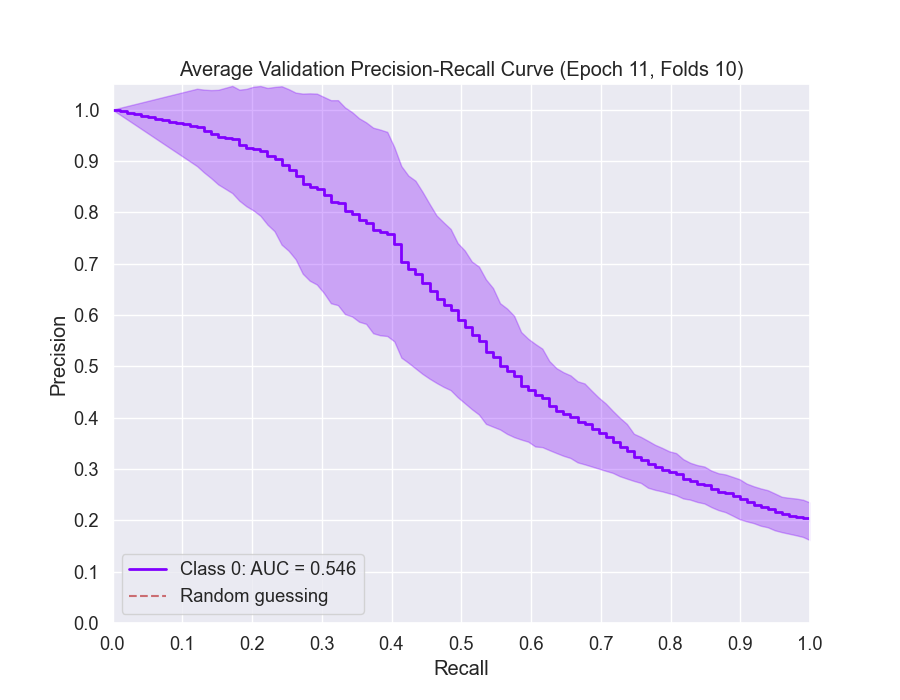 Average Validation Precision-Recall Curve (Epoch 11, Folds 10)
Precision
1.0
0.9
0.8
0.7
0.6
0.5
0.4
0.3
0.2
0.1
0.0
Class 0: AUC = 0.546
Random guessing
0.0 0.1 0.2 0.3 0.4 0.5 0.6 0.7 0.8 0.9 1.0
Recall